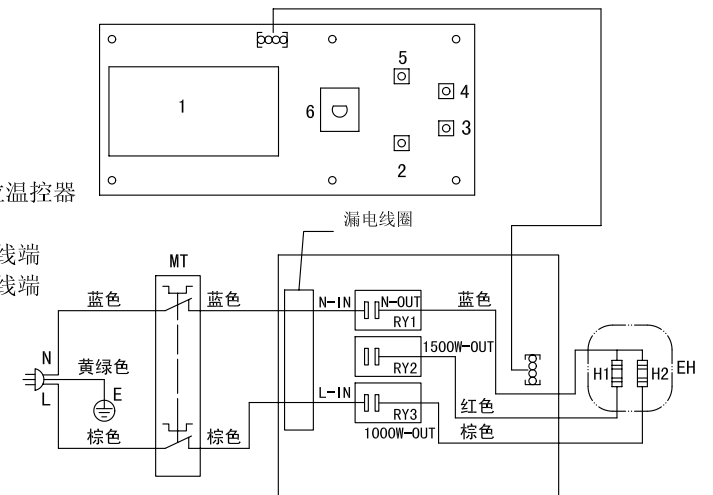 5
4
1
6
3
2
温控器
漏电线圈
线端
线端
MT
蓝色
蓝色
N-IN
N-OUT
蓝色
RY1
N
黄绿色
1500W-OUT
RY2
H1
H2
EH
E
L
L-IN
红色
RY3
棕色
棕色
1000W-OUT
棕色